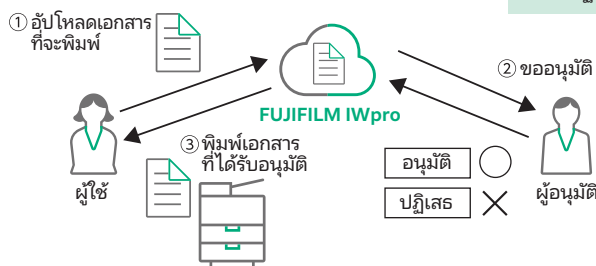 ① อัปโหลดเอกสาร
ที่จะพิมพ์
② ขออนุมัติ
FUJIFILM IWpro
③ พิมพ์เอกสาร
ที่ได้รับอนุมัติ
อนุมัติ
ปฏิเสธ
ผู้ใช้
ผู้อนุมัติ